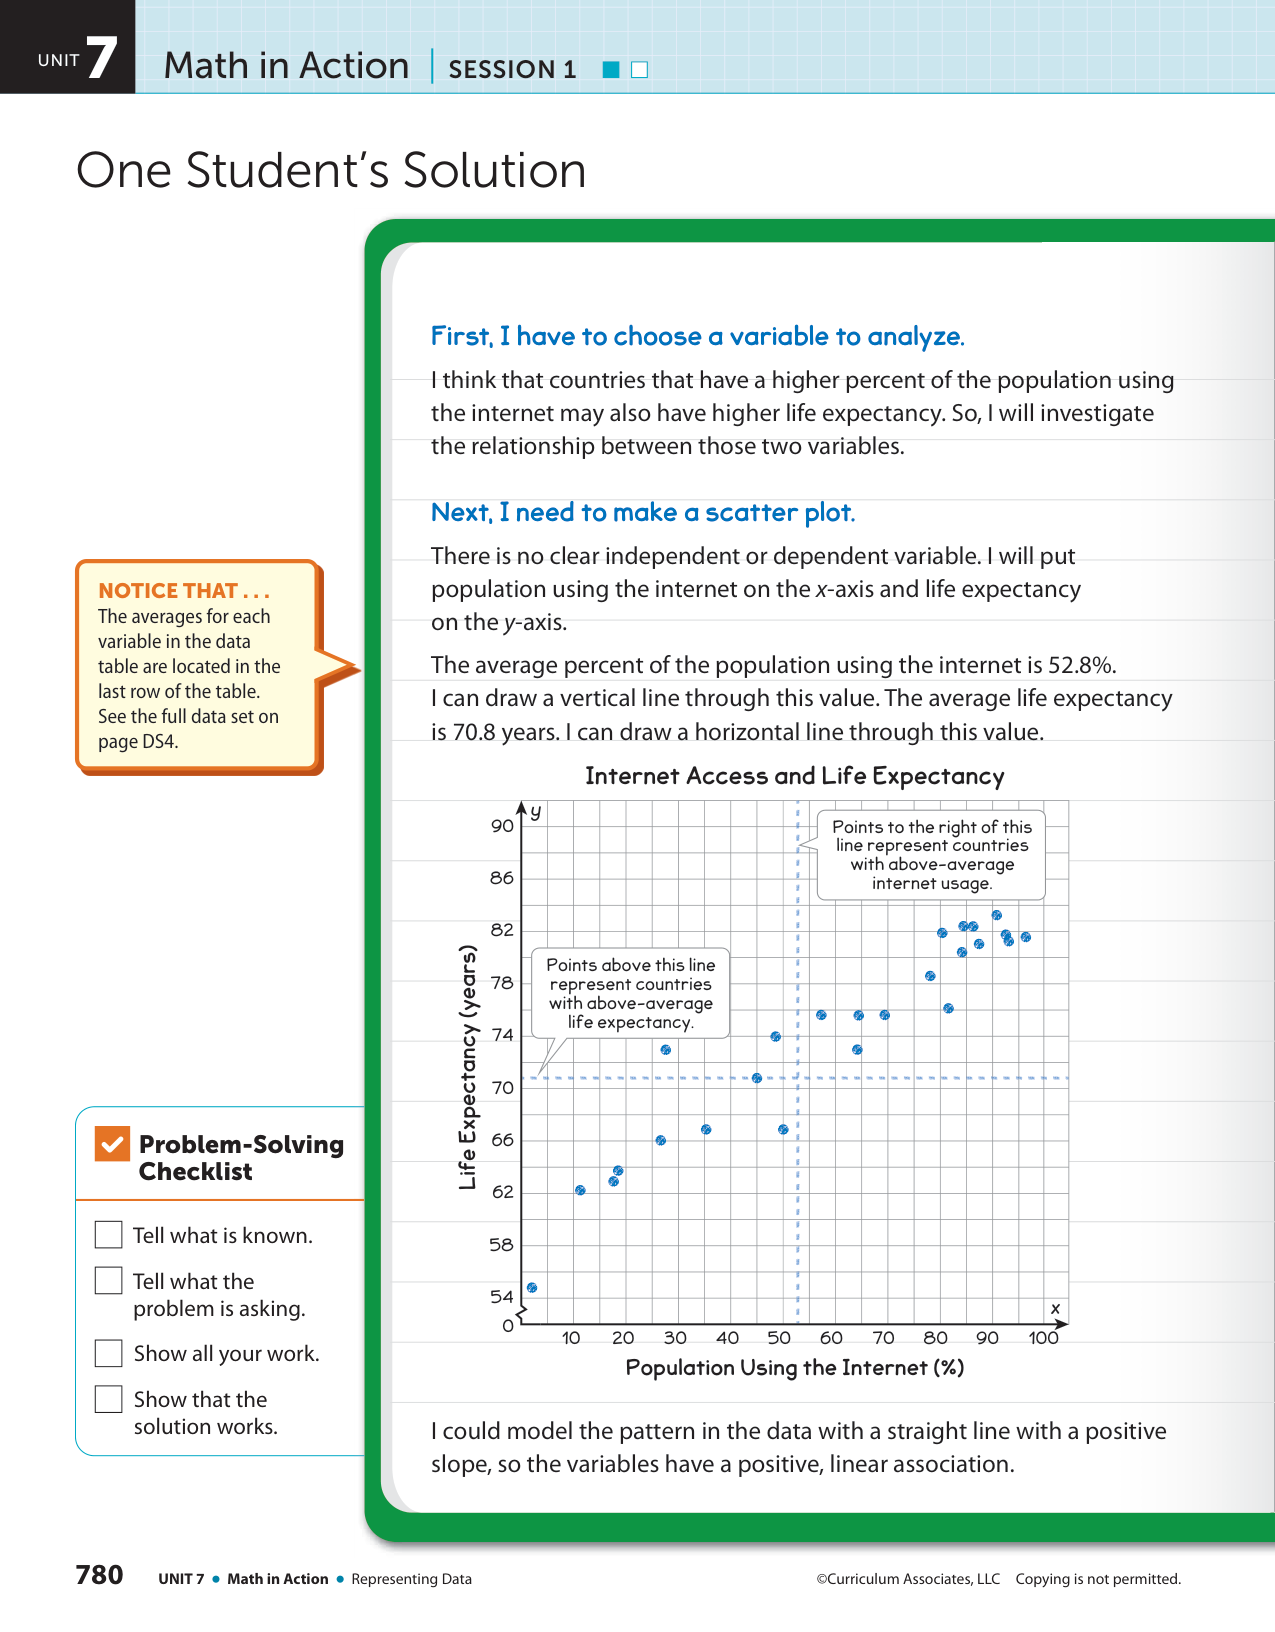 UNIT 7 Math in Action | SESSION 1
One Student's Solution
First, I have to choose a variable to analyze.
I think that countries that have a higher percent of the population using
the internet may also have higher life expectancy. So, I will investigate
the relationship between those two variables.
Next, I need to make a scatter plot.
There is no clear independent or dependent variable. I will put
population using the internet on the x-axis and life expectancy
on the y-axis.
The average percent of the population using the internet is 52.8%.
I can draw a vertical line through this value. The average life expectancy
is 70.8 years. I can draw a horizontal line through this value.
NOTICE THAT . . .
The averages for each
variable in the data
table are located in the
last row of the table.
See the full data set on
page DS4.
Internet Access and Life Expectancy
y
90
86
82
78
74
70
66
62
58
54
0
Life Expectancy (years)
Points to the right of this
line represent countries
with above-average
internet usage.
Points above this line
represent countries
with above-average
life expectancy.
x
10 20 30 40 50 60 70 80 90 100
Population Using the Internet (%)
Problem-Solving
Checklist
Tell what is known.
Tell what the
problem is asking.
Show all your work.
Show that the
solution works.
I could model the pattern in the data with a straight line with a positive
slope, so the variables have a positive, linear association.
780 UNIT 7 • Math in Action • Representing Data
©Curriculum Associates, LLC Copying is not permitted.